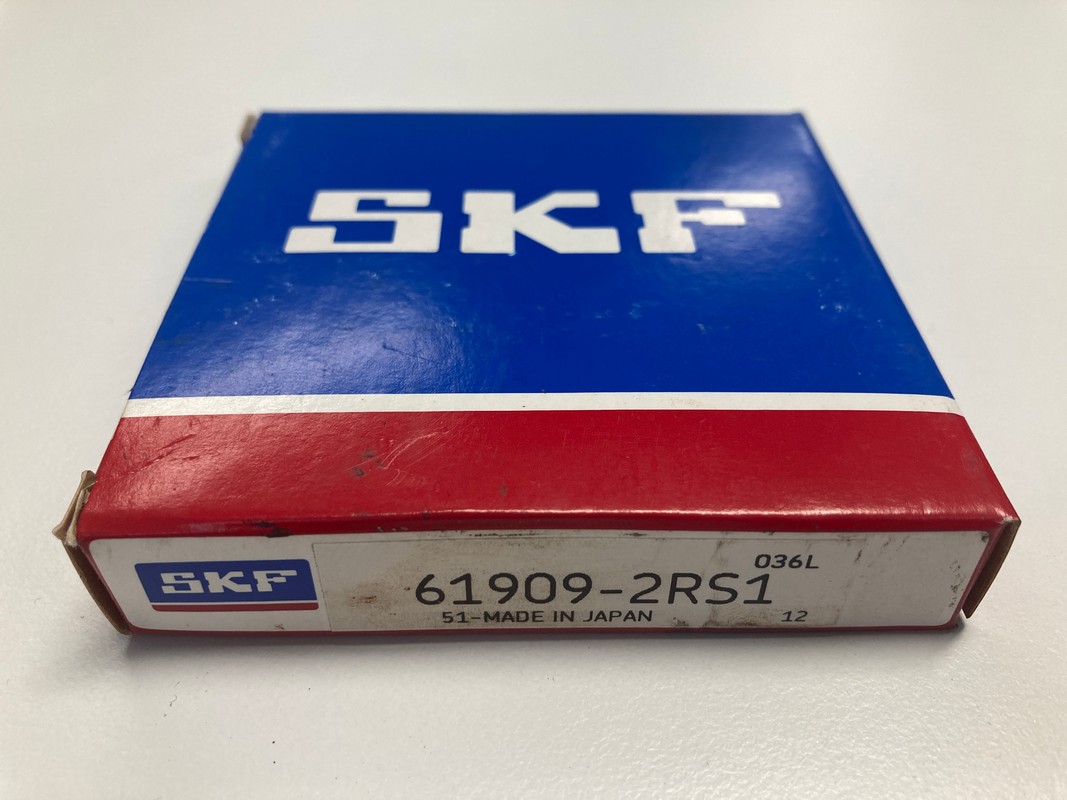 SKF
SKF
036L
61909-2RS1
51-MADE IN JAPAN
12